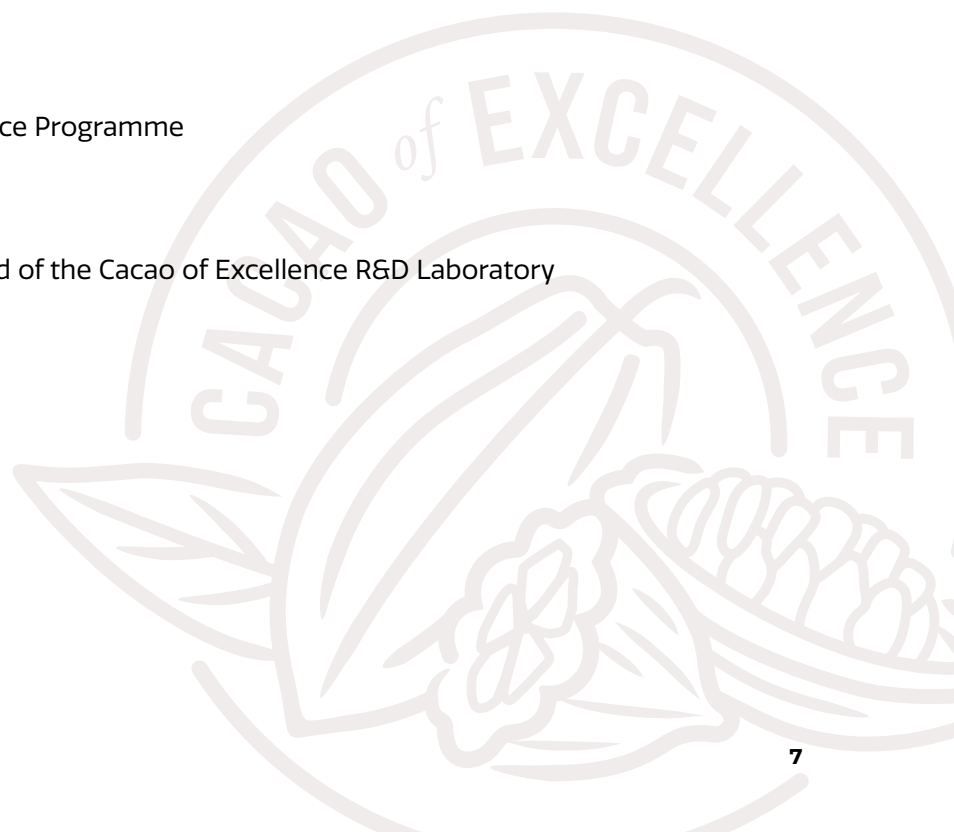 CACAO of EXCELLENCE
ce Programme
d of the Cacao of Excellence R&D Laboratory
7